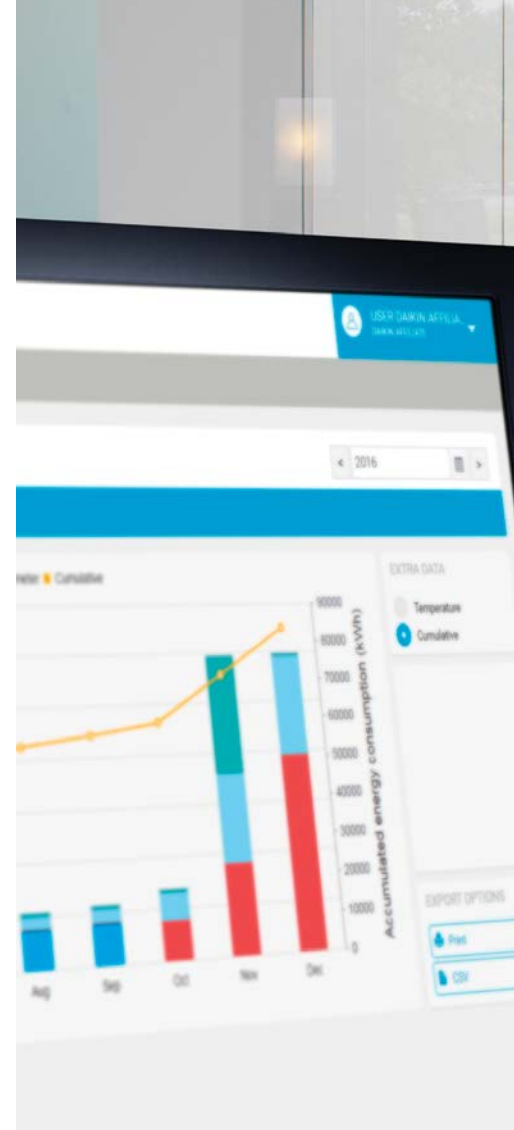 USER DAIKIN AFFILIA...
DAIKIN AFFILIATE
< 2016 >
meter Cumulative
EXTRA DATA
Temperature
Cumulative
90000
80000
70000
60000
50000
40000
30000
20000
10000
0
Accumulated energy consumption (kWh)
Aug Sep Oct Nov Dec
EXPORT OPTIONS
Print
CSV